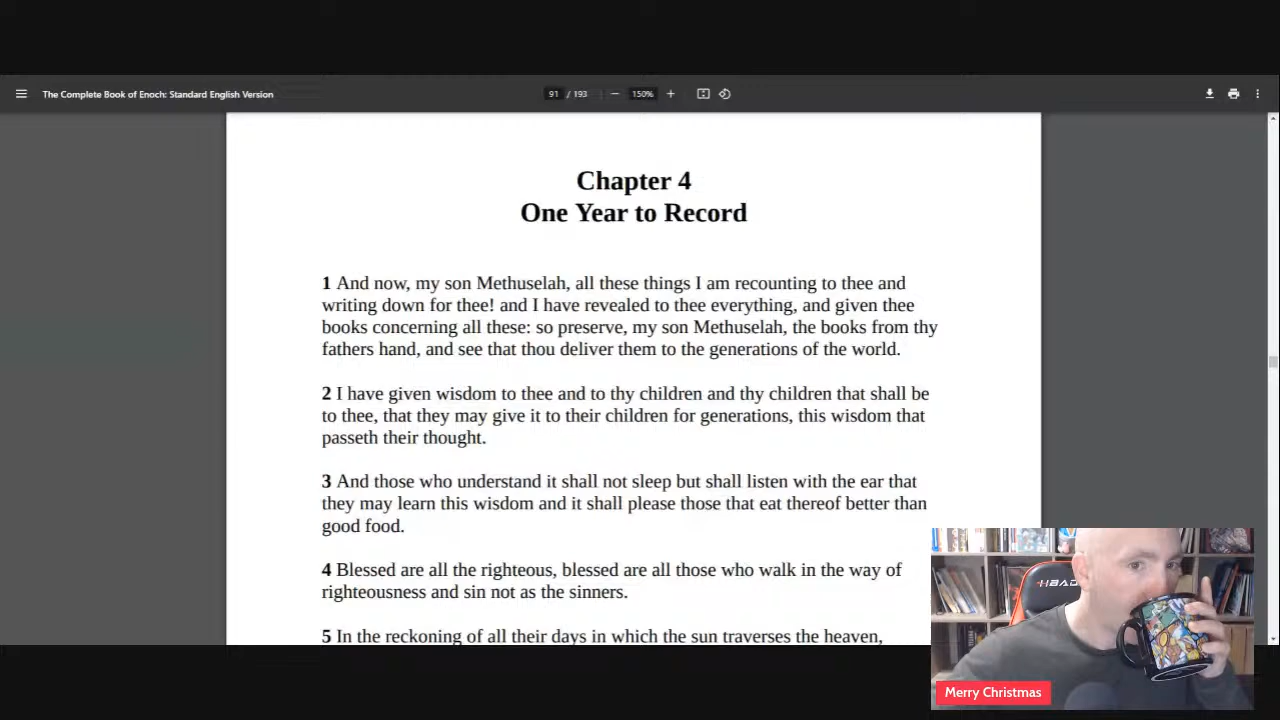 The Complete Book of Enoch: Standard English Version
91 / 193
150%
Chapter 4
One Year to Record
1 And now, my son Methuselah, all these things I am recounting to thee and
writing down for thee! and I have revealed to thee everything, and given thee
books concerning all these: so preserve, my son Methuselah, the books from thy
fathers hand, and see that thou deliver them to the generations of the world.
2 I have given wisdom to thee and to thy children and thy children that shall be
to thee, that they may give it to their children for generations, this wisdom that
passeth their thought.
3 And those who understand it shall not sleep but shall listen with the ear that
they may learn this wisdom and it shall please those that eat thereof better than
good food.
4 Blessed are all the righteous, blessed are all those who walk in the way of
righteousness and sin not as the sinners.
5 In the reckoning of all their days in which the sun traverses the heaven,
Merry Christmas